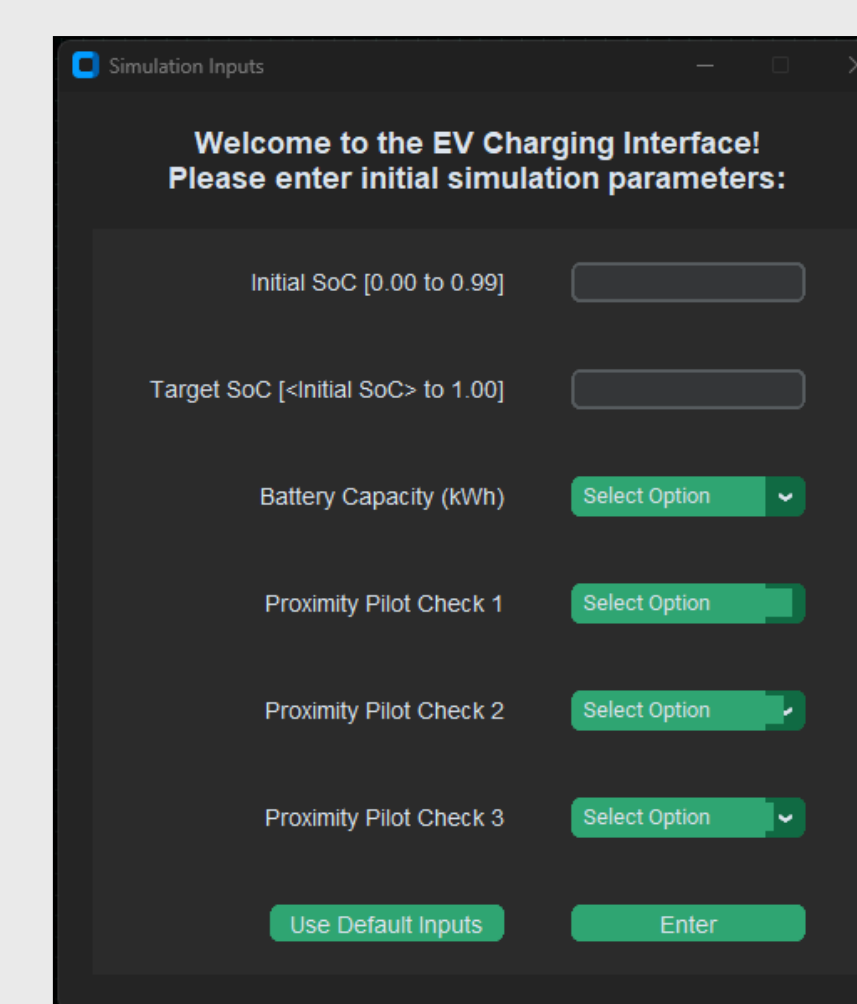 Simulation Inputs
Welcome to the EV Charging Interface!
Please enter initial simulation parameters:
Initial SoC [0.00 to 0.99]
Target SoC [<Initial SoC> to 1.00]
Battery Capacity (kWh) Select Option
Proximity Pilot Check 1 Select Option
Proximity Pilot Check 2 Select Option
Proximity Pilot Check 3 Select Option
Use Default Inputs Enter